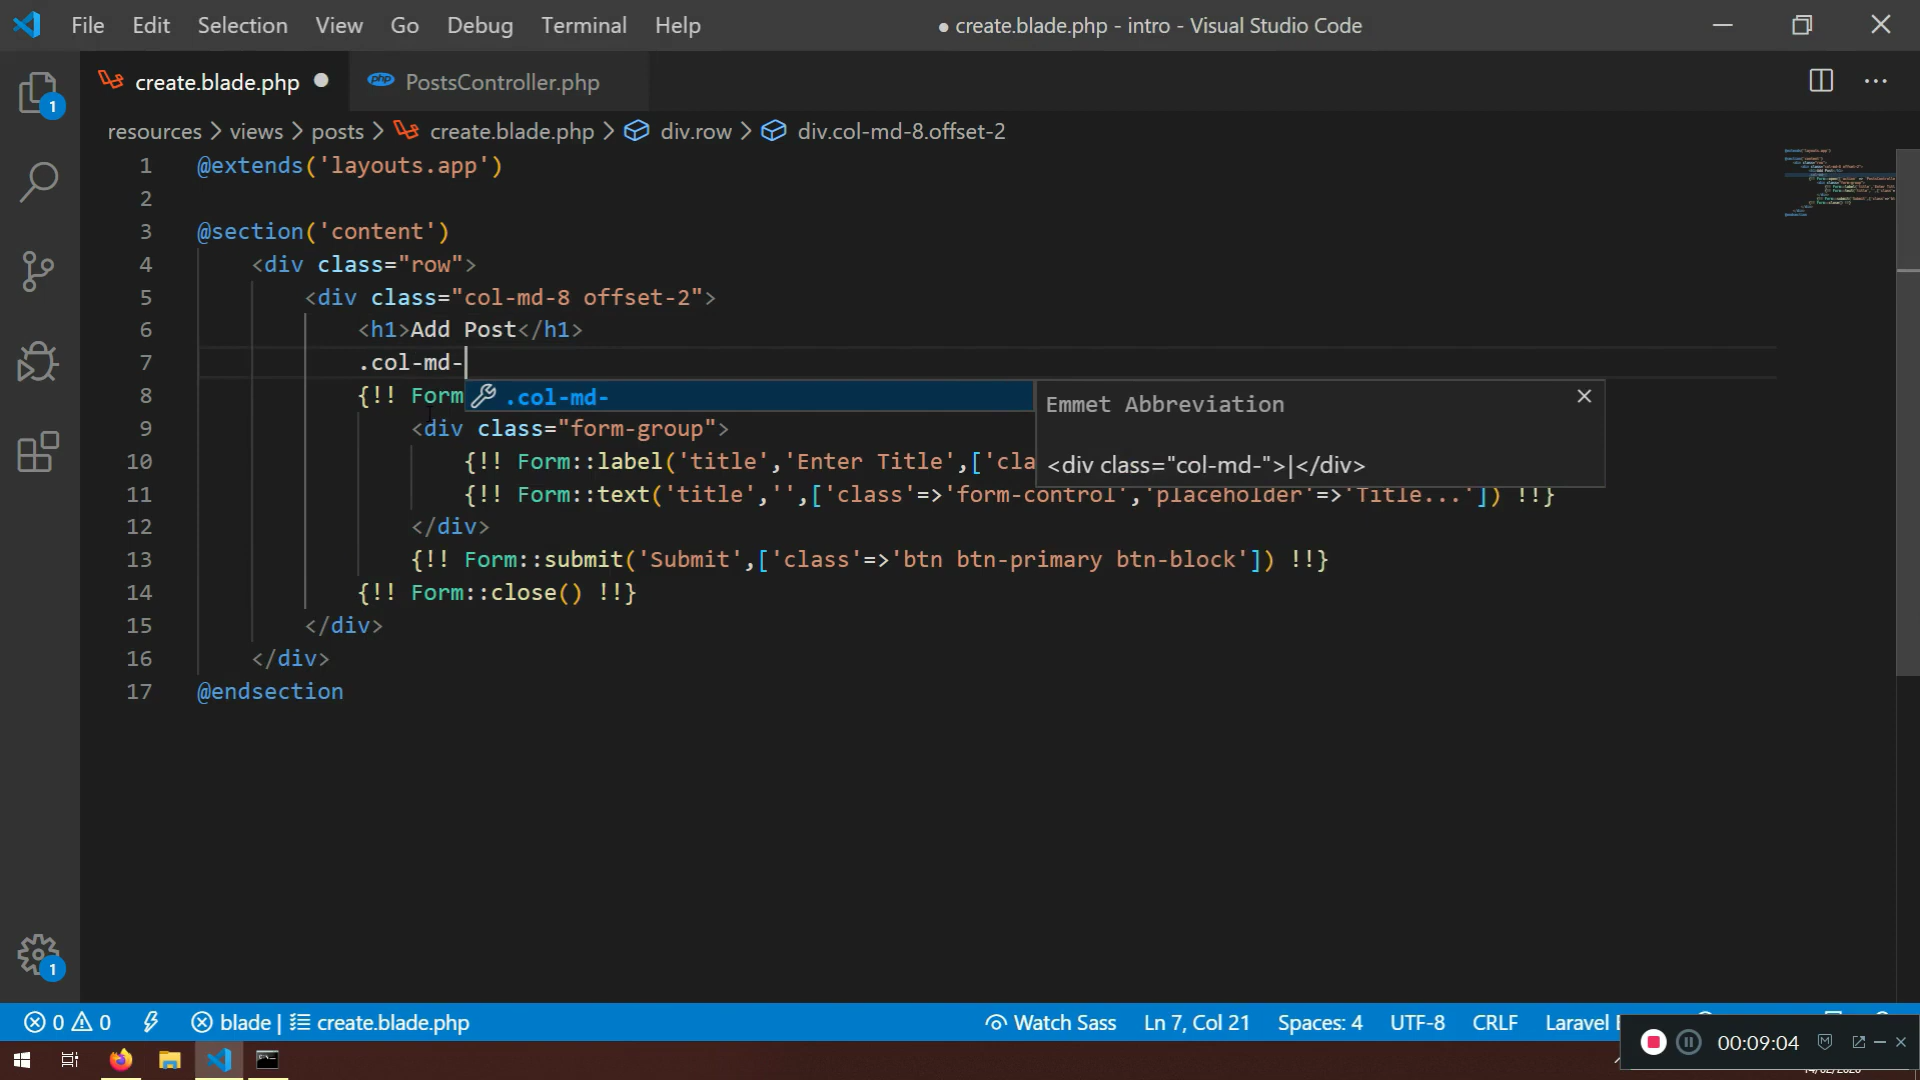 File Edit Selection View Go Debug Terminal Help ● create.blade.php - intro - Visual Studio Code
create.blade.php PostsController.php
resources > views > posts > create.blade.php > div.row > div.col-md-8.offset-2
1 @extends('layouts.app')
2
3 @section('content')
4 <div class="row">
5 <div class="col-md-8 offset-2">
6 <h1>Add Post</h1>
7 .col-md-
8 {!! Form
.col-md-
Emmet Abbreviation
<div class="col-md-">|</div>
9 <div class="form-group">
10 {!! Form::label('title','Enter Title',['cla
11 {!! Form::text('title','',['class'=>'form-control','placeholder'=>'Title...']) !!}
12 </div>
13 {!! Form::submit('Submit',['class'=>'btn btn-primary btn-block']) !!}
14 {!! Form::close() !!}
15 </div>
16 </div>
17 @endsection
1
1
0 0 blade | create.blade.php Watch Sass Ln 7, Col 21 Spaces: 4 UTF-8 CRLF Laravel
00:09:04